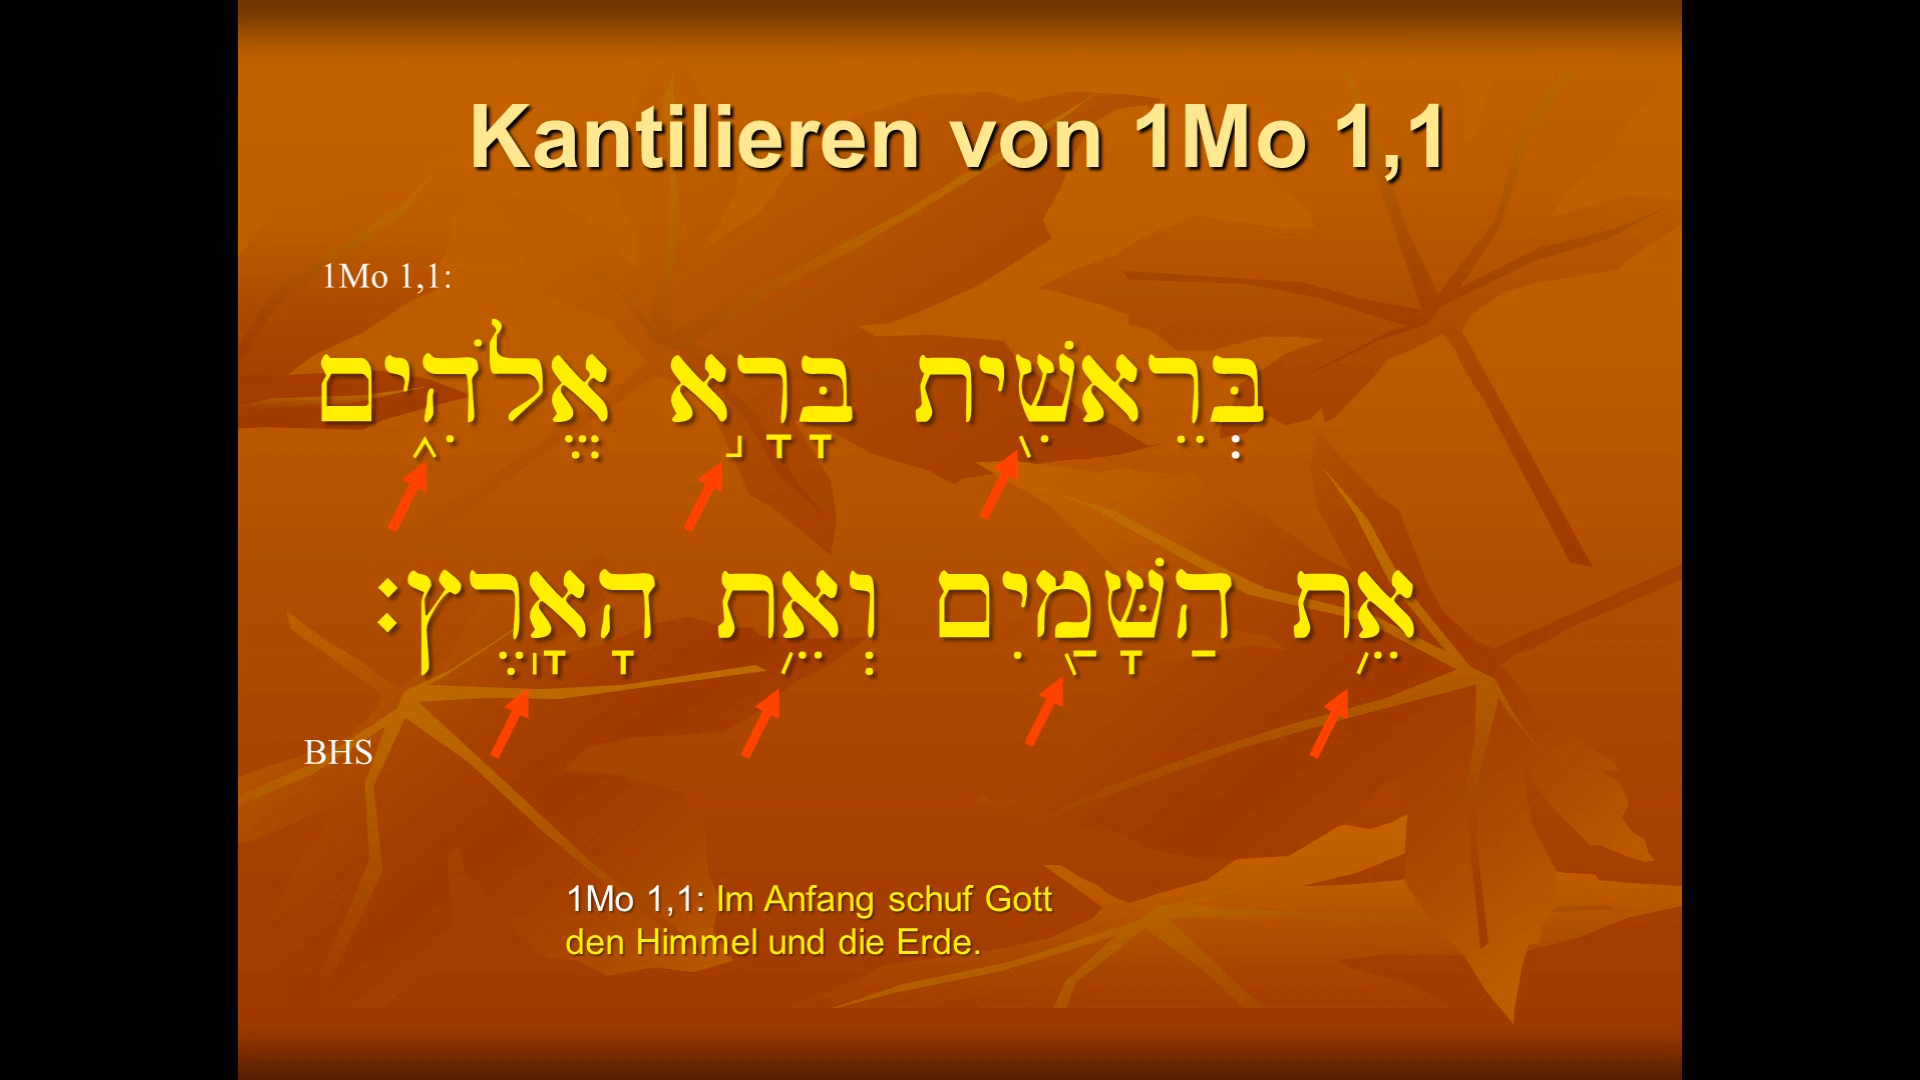 Kantilieren von 1Mo 1,1
1Mo 1,1:
בְּרֵאשִׁ֖ית בָּרָ֣א אֱלֹהִ֑ים
אֵ֥ת הַשָּׁמַ֖יִם וְאֵ֥ת הָאָֽרֶץ׃
BHS
1Mo 1,1: Im Anfang schuf Gott
den Himmel und die Erde.